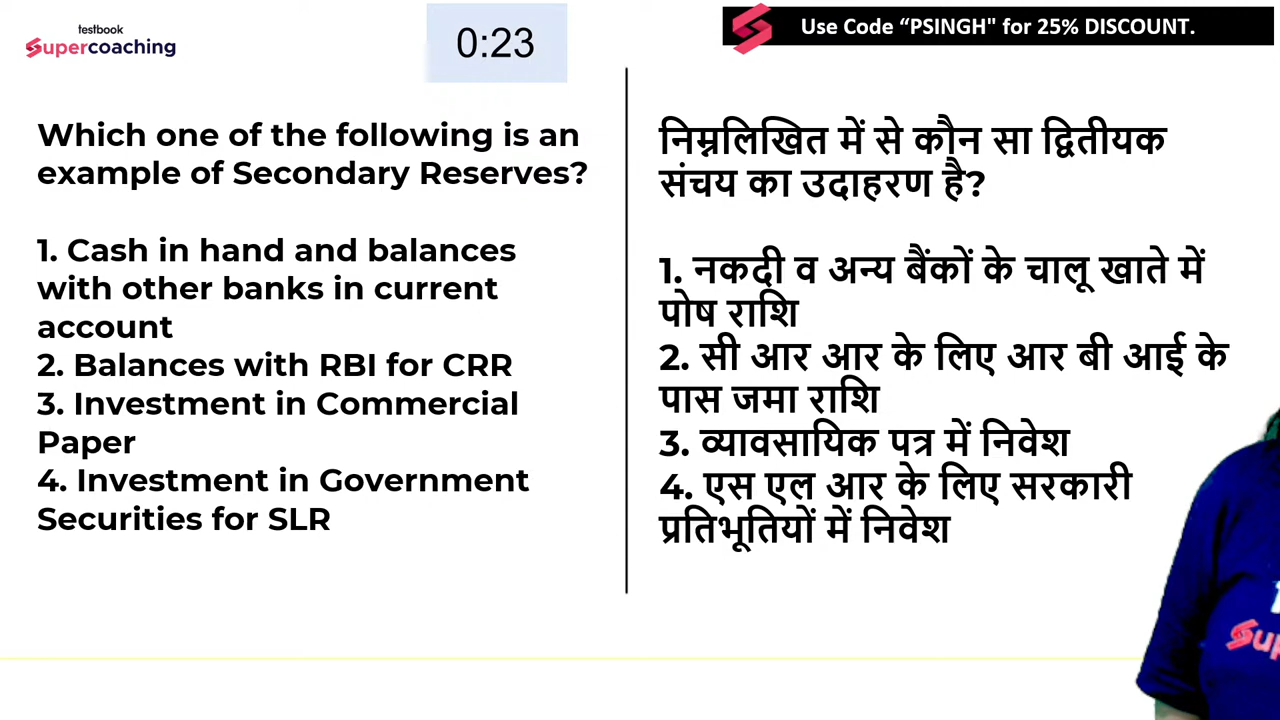 testbook
Supercoaching
0:23
Use Code “PSINGH" for 25% DISCOUNT.
Which one of the following is an
example of Secondary Reserves?
1. Cash in hand and balances
with other banks in current
account
2. Balances with RBI for CRR
3. Investment in Commercial
Paper
4. Investment in Government
Securities for SLR
निम्नलिखित में से कौन सा द्वितीयक
संचय का उदाहरण है?
1. नकदी व अन्य बैंकों के चालू खाते में
पोष राशि
2. सी आर आर के लिए आर बी आई के
पास जमा राशि
3. व्यावसायिक पत्र में निवेश
4. एस एल आर के लिए सरकारी
प्रतिभूतियों में निवेश